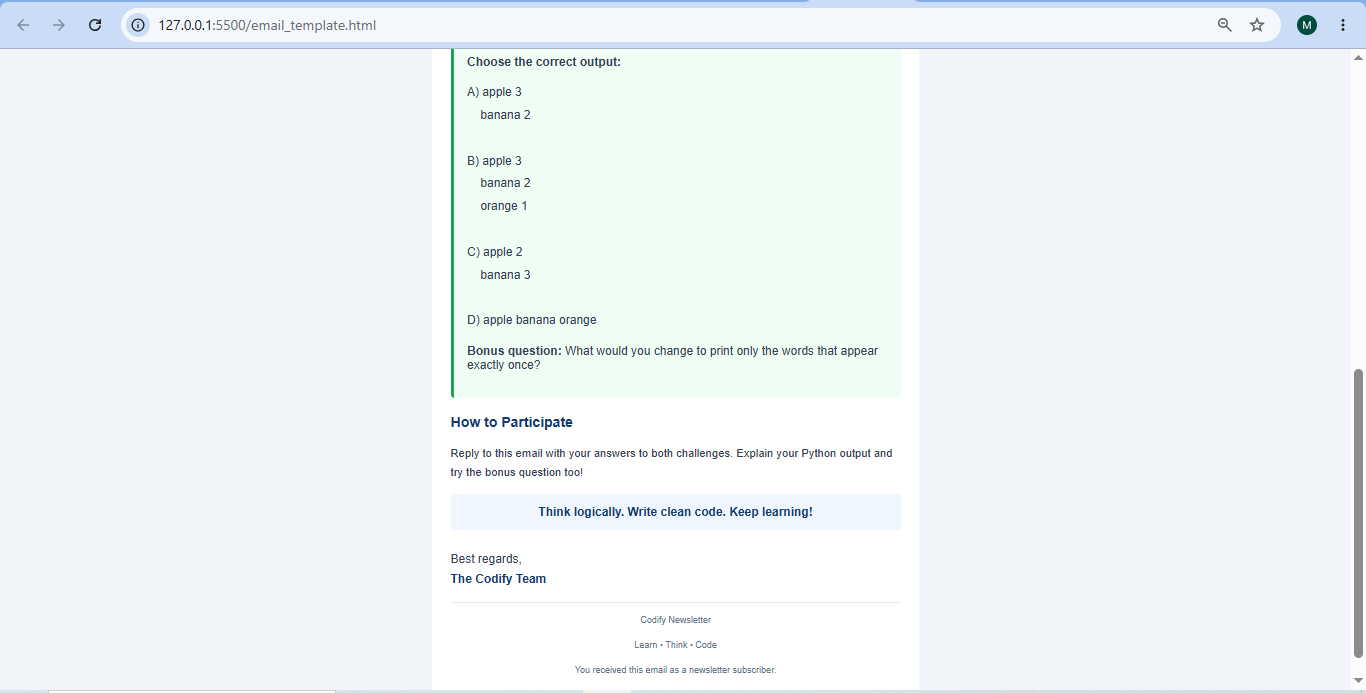 127.0.0.1:5500/email_template.html
M
Choose the correct output:
A) apple 3
banana 2
B) apple 3
banana 2
orange 1
C) apple 2
banana 3
D) apple banana orange
Bonus question: What would you change to print only the words that appear
exactly once?
How to Participate
Reply to this email with your answers to both challenges. Explain your Python output and
try the bonus question too!
Think logically. Write clean code. Keep learning!
Best regards,
The Codify Team
Codify Newsletter
Learn • Think • Code
You received this email as a newsletter subscriber.